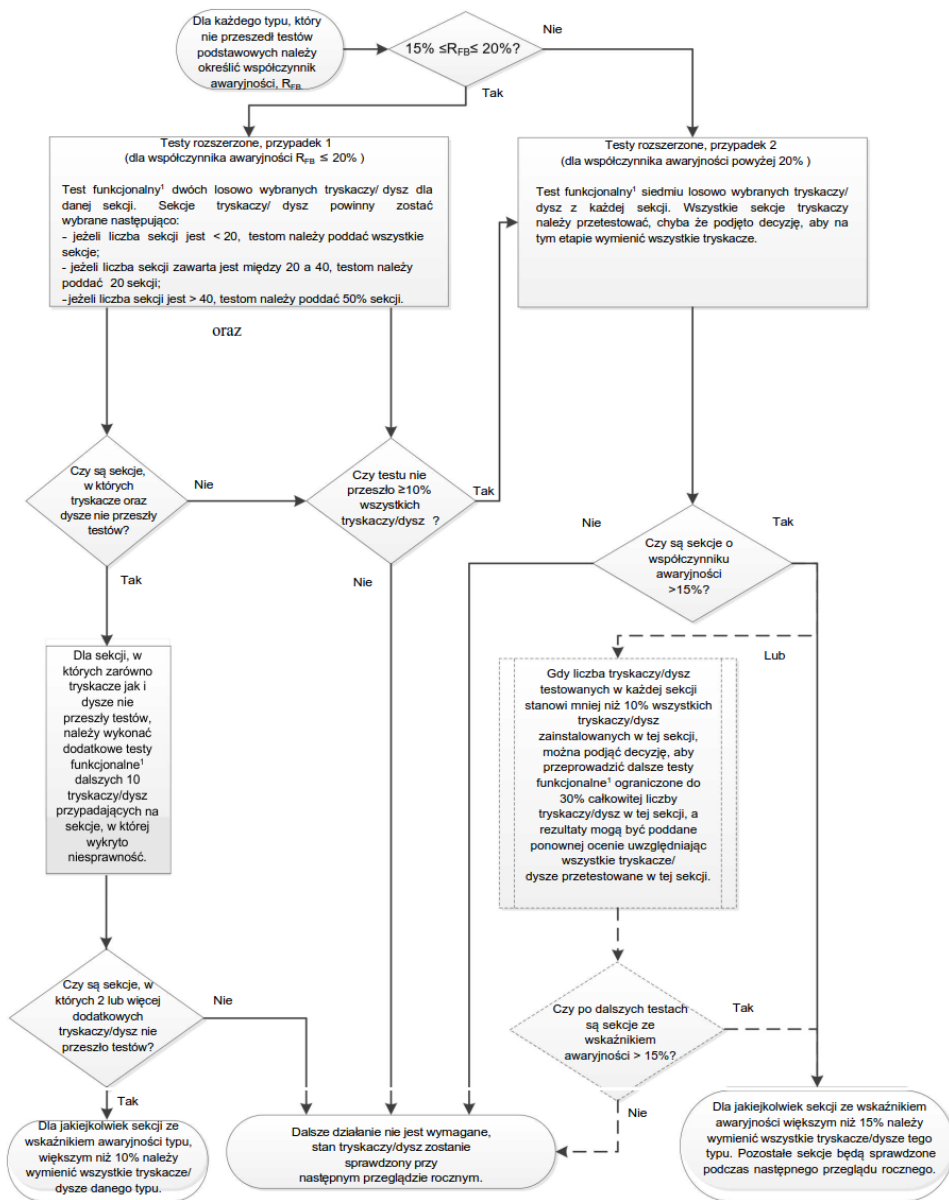 Dla każdego typu, który
nie przeszedł testów
podstawowych należy
określić współczynnik
awaryjności, R_FB.
15% ≤R_FB≤ 20%?
Nie
Tak
Testy rozszerzone, przypadek 1
(dla współczynnika awaryjności R_FB ≤ 20% )
Test funkcjonalny¹ dwóch losowo wybranych tryskaczy/ dysz dla
danej sekcji. Sekcje tryskaczy/ dysz powinny zostać
wybrane następująco:
- jeżeli liczba sekcji jest < 20, testom należy poddać wszystkie
sekcje;
- jeżeli liczba sekcji zawarta jest między 20 a 40, testom należy
poddać 20 sekcji;
-jeżeli liczba sekcji jest > 40, testom należy poddać 50% sekcji.
Testy rozszerzone, przypadek 2
(dla współczynnika awaryjności powyżej 20% )
Test funkcjonalny¹ siedmiu losowo wybranych tryskaczy/
dysz z każdej sekcji. Wszystkie sekcje tryskaczy
należy przetestować, chyba że podjęto decyzję, aby na
tym etapie wymienić wszystkie tryskacze.
oraz
Czy są sekcje,
w których
tryskacze oraz
dysze nie przeszły
testów?
Nie
Tak
Czy testu nie
przeszło ≥10%
wszystkich
tryskaczy/dysz ?
Tak
Nie
Czy są sekcje o
współczynniku
awaryjności
>15%?
Nie
Tak
Lub
Dla sekcji, w
których zarówno
tryskacze jak i
dysze nie
przeszły testów,
należy wykonać
dodatkowe testy
funkcjonalne¹
dalszych 10
tryskaczy/dysz
przypadających na
sekcje, w której
wykryto
niesprawność.
Gdy liczba tryskaczy/dysz
testowanych w każdej sekcji
stanowi mniej niż 10% wszystkich
tryskaczy/dysz
zainstalowanych w tej sekcji,
można podjąć decyzję, aby
przeprowadzić dalsze testy
funkcjonalne¹ ograniczone do
30% całkowitej liczby
tryskaczy/dysz w tej sekcji, a
rezultaty mogą być poddane
ponownej ocenie uwzględniając
wszystkie tryskacze/
dysze przetestowane w tej sekcji.
Czy są sekcje, w
których 2 lub więcej
dodatkowych
tryskaczy/dysz nie
przeszło testów?
Nie
Tak
Czy po dalszych testach
są sekcje ze
wskaźnikiem
awaryjności > 15%?
Tak
Nie
Dla jakiejkolwiek sekcji ze
wskaźnikiem awaryjności typu,
większym niż 10% należy
wymienić wszystkie tryskacze/
dysze danego typu.
Dalsze działanie nie jest wymagane,
stan tryskaczy/dysz zostanie
sprawdzony przy
następnym przeglądzie rocznym.
Dla jakiejkolwiek sekcji ze wskaźnikiem
awaryjności większym niż 15% należy
wymienić wszystkie tryskacze/dysze tego
typu. Pozostałe sekcje będą sprawdzone
podczas następnego przeglądu rocznego.